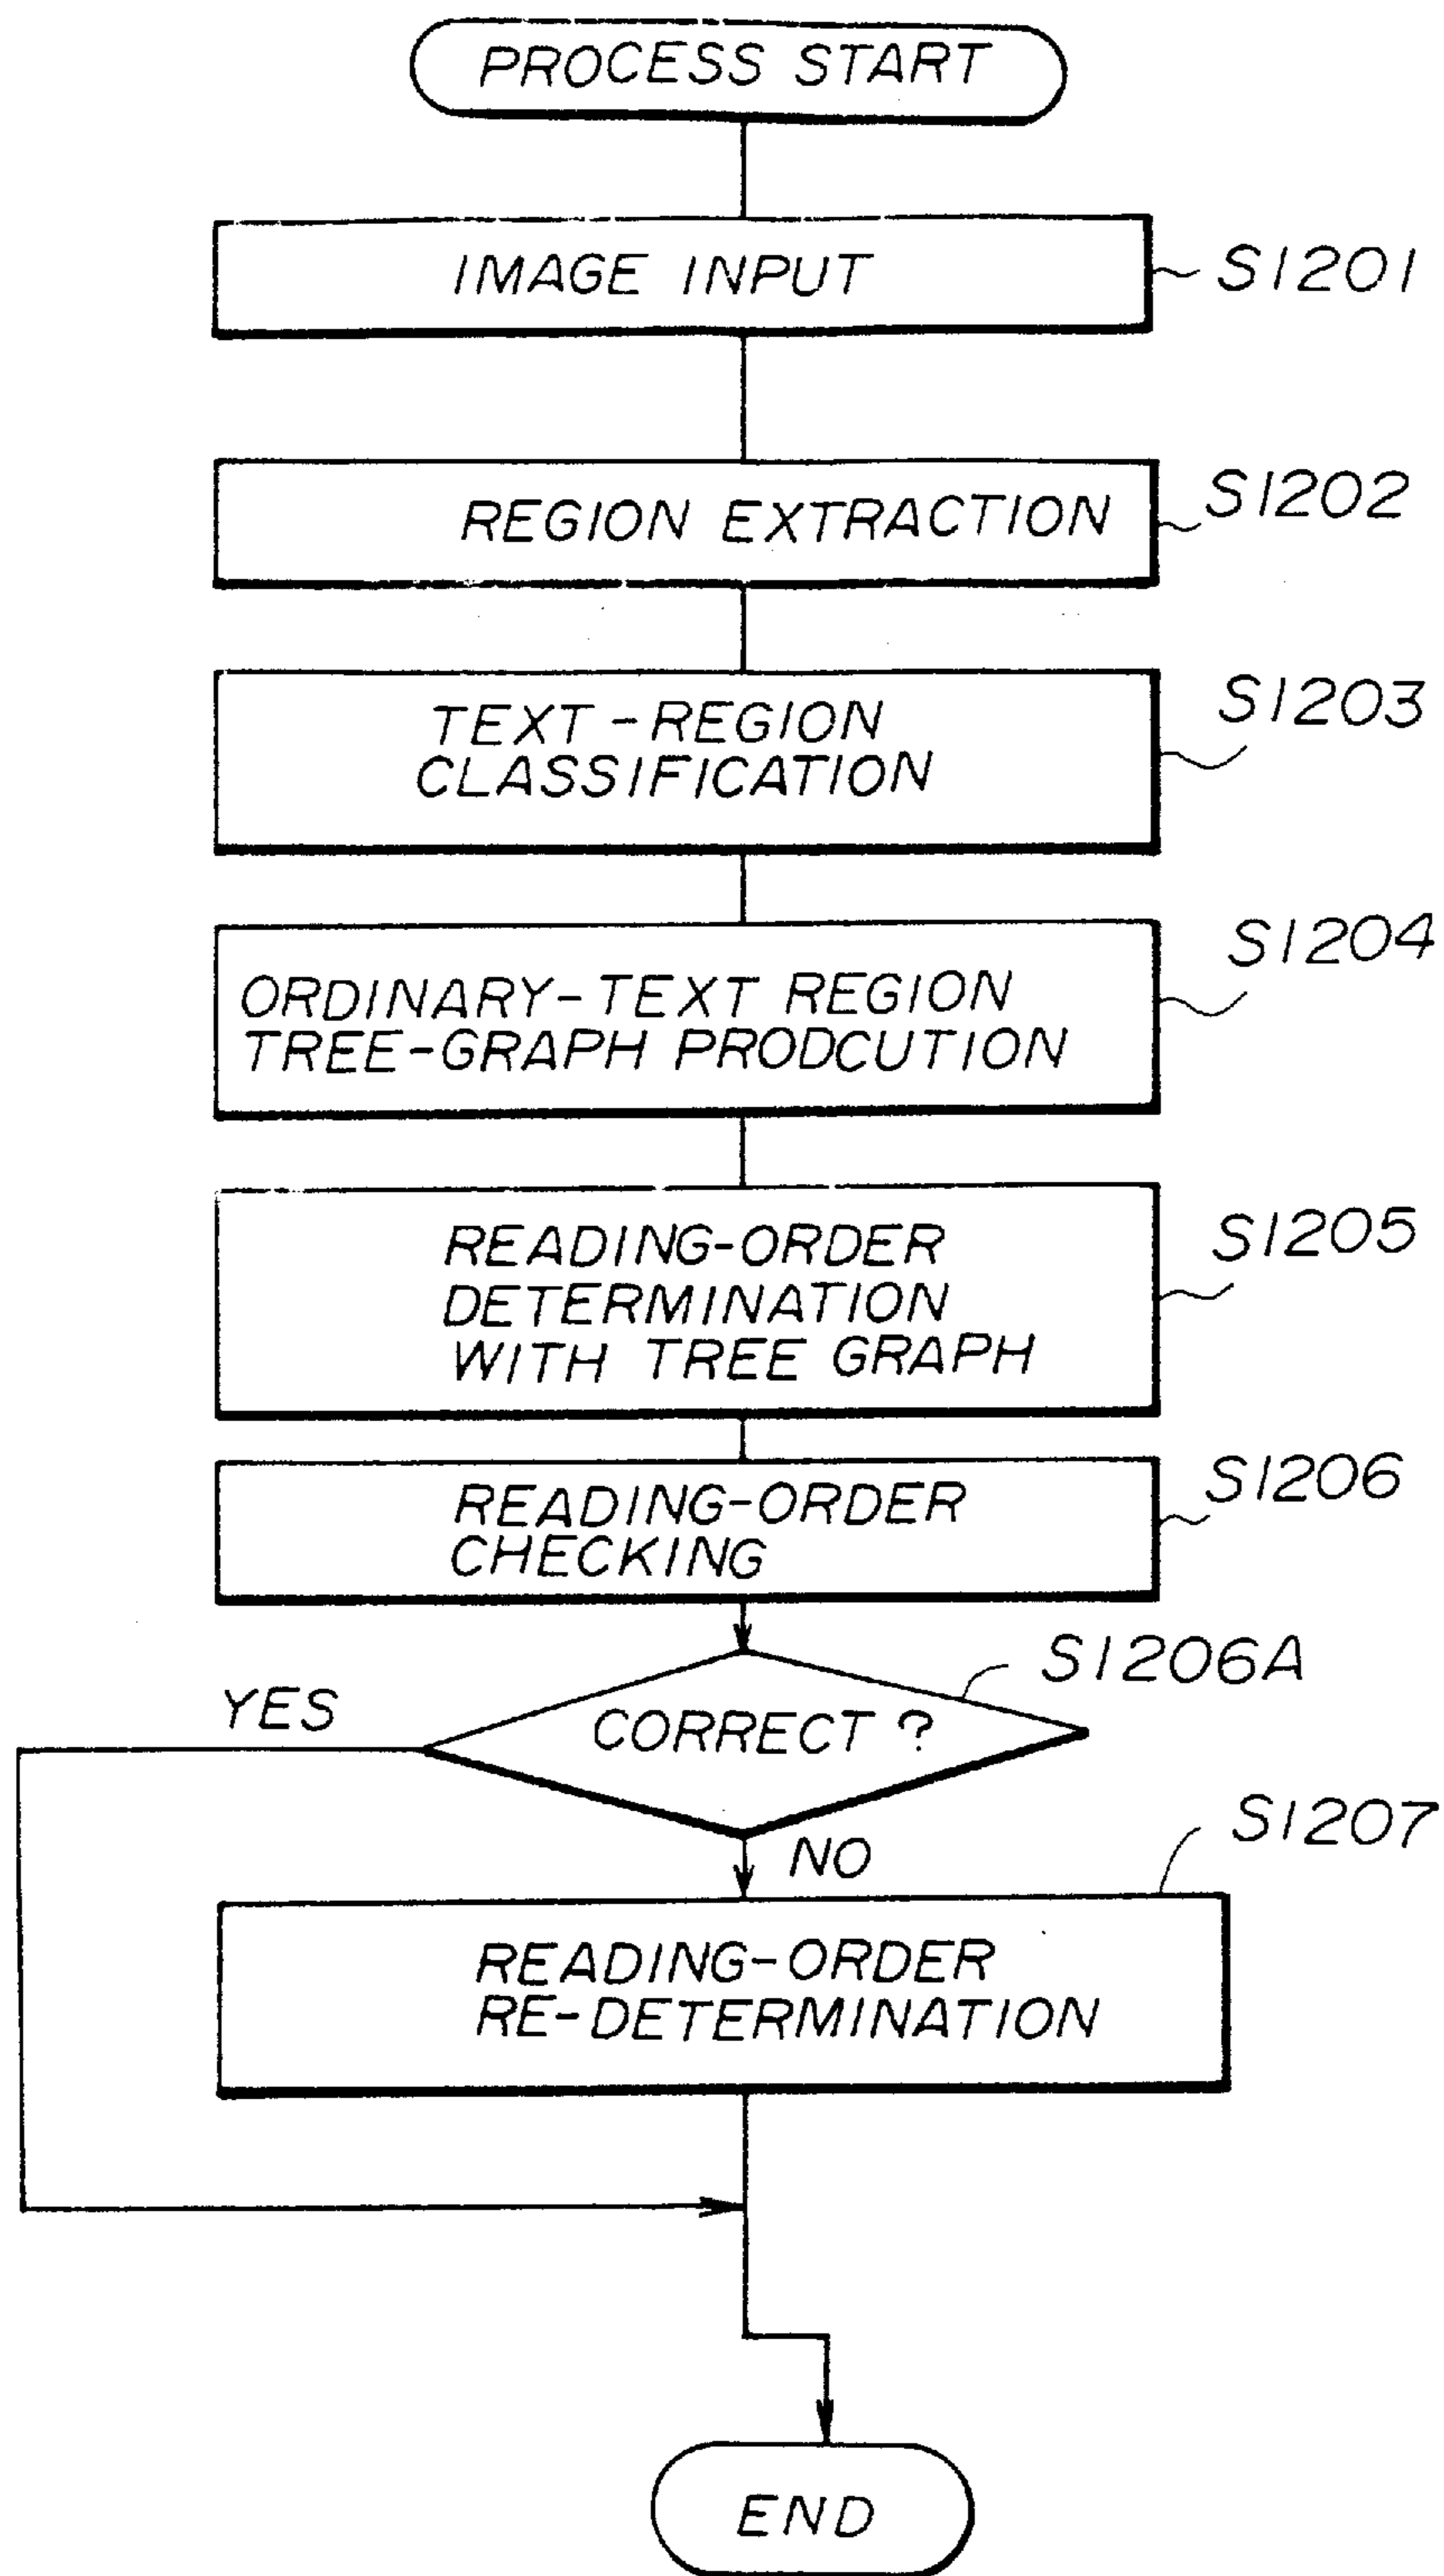 PROCESS START
IMAGE INPUT
S1201
REGION EXTRACTION
S1202
TEXT-REGION
CLASSIFICATION
S1203
ORDINARY-TEXT REGION
TREE-GRAPH PRODCUTION
S1204
READING-ORDER
DETERMINATION
WITH TREE GRAPH
S1205
READING-ORDER
CHECKING
S1206
CORRECT ?
S1206A
YES
NO
READING-ORDER
RE-DETERMINATION
S1207
END